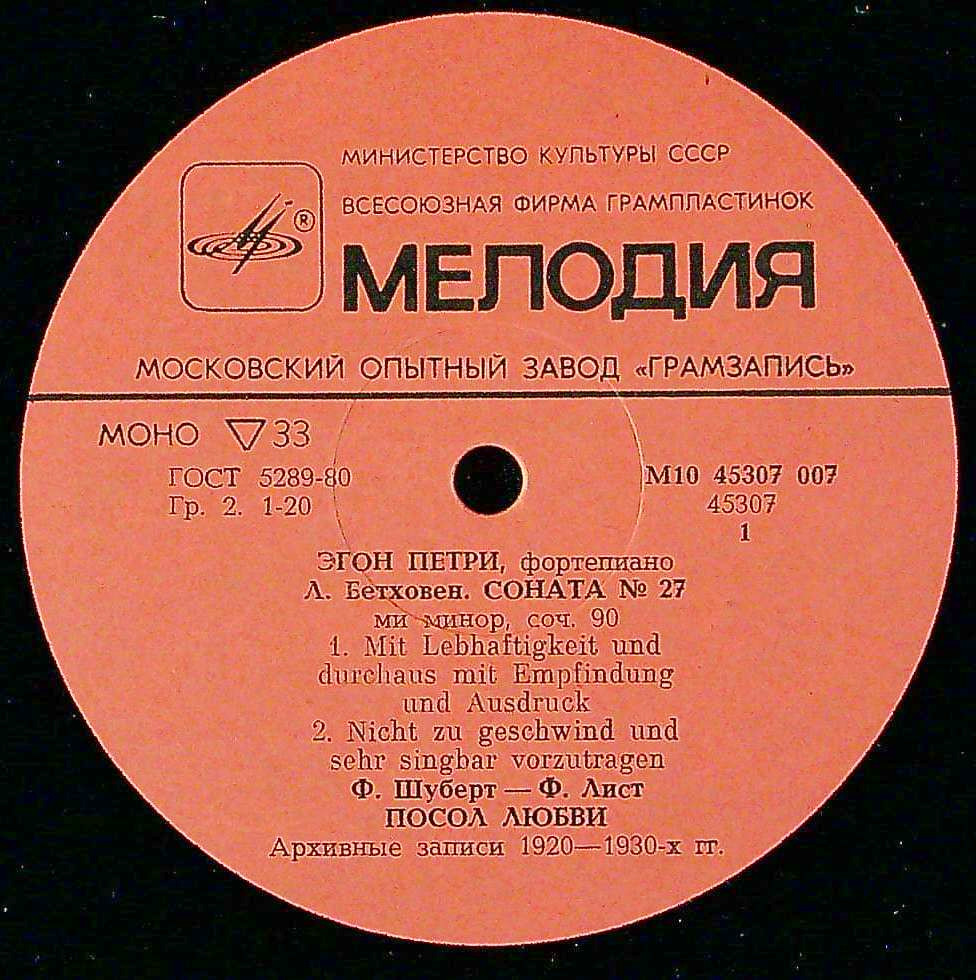 МИНИСТЕРСТВО КУЛЬТУРЫ СССР
ВСЕСОЮЗНАЯ ФИРМА ГРАМПЛАСТИНОК
®
МЕЛОДИЯ
МОСКОВСКИЙ ОПЫТНЫЙ ЗАВОД «ГРАМЗАПИСЬ»
МОНО ▽ 33
ГОСТ 5289-80
Гр. 2. 1-20
М10 45307 007
45307
1
ЭГОН ПЕТРИ, фортепиано
Л. Бетховен. СОНАТА № 27
ми минор, соч. 90
1. Mit Lebhaftigkeit und
durchaus mit Empfindung
und Ausdruck
2. Nicht zu geschwind und
sehr singbar vorzutragen
Ф. Шуберт — Ф. Лист
ПОСОЛ ЛЮБВИ
Архивные записи 1920—1930-х гг.